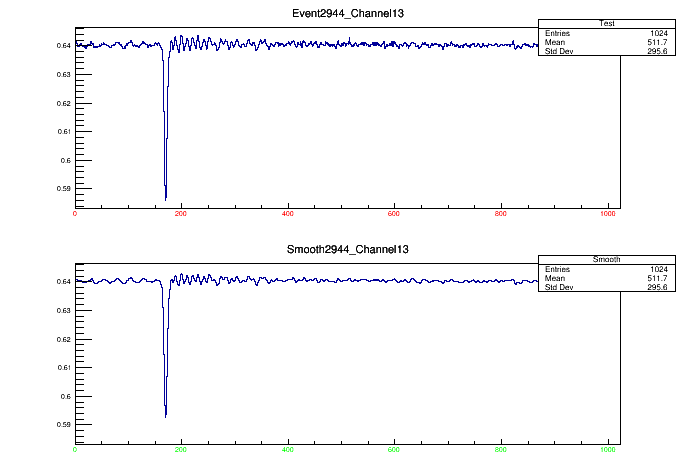 Event2944_Channel13
Test
Entries 1024
Mean 511.7
Std Dev 295.6
0.64
0.63
0.62
0.61
0.6
0.59
0 200 400 600 800 1000
Smooth2944_Channel13
Smooth
Entries 1024
Mean 511.7
Std Dev 295.6
0.64
0.63
0.62
0.61
0.6
0.59
0 200 400 600 800 1000